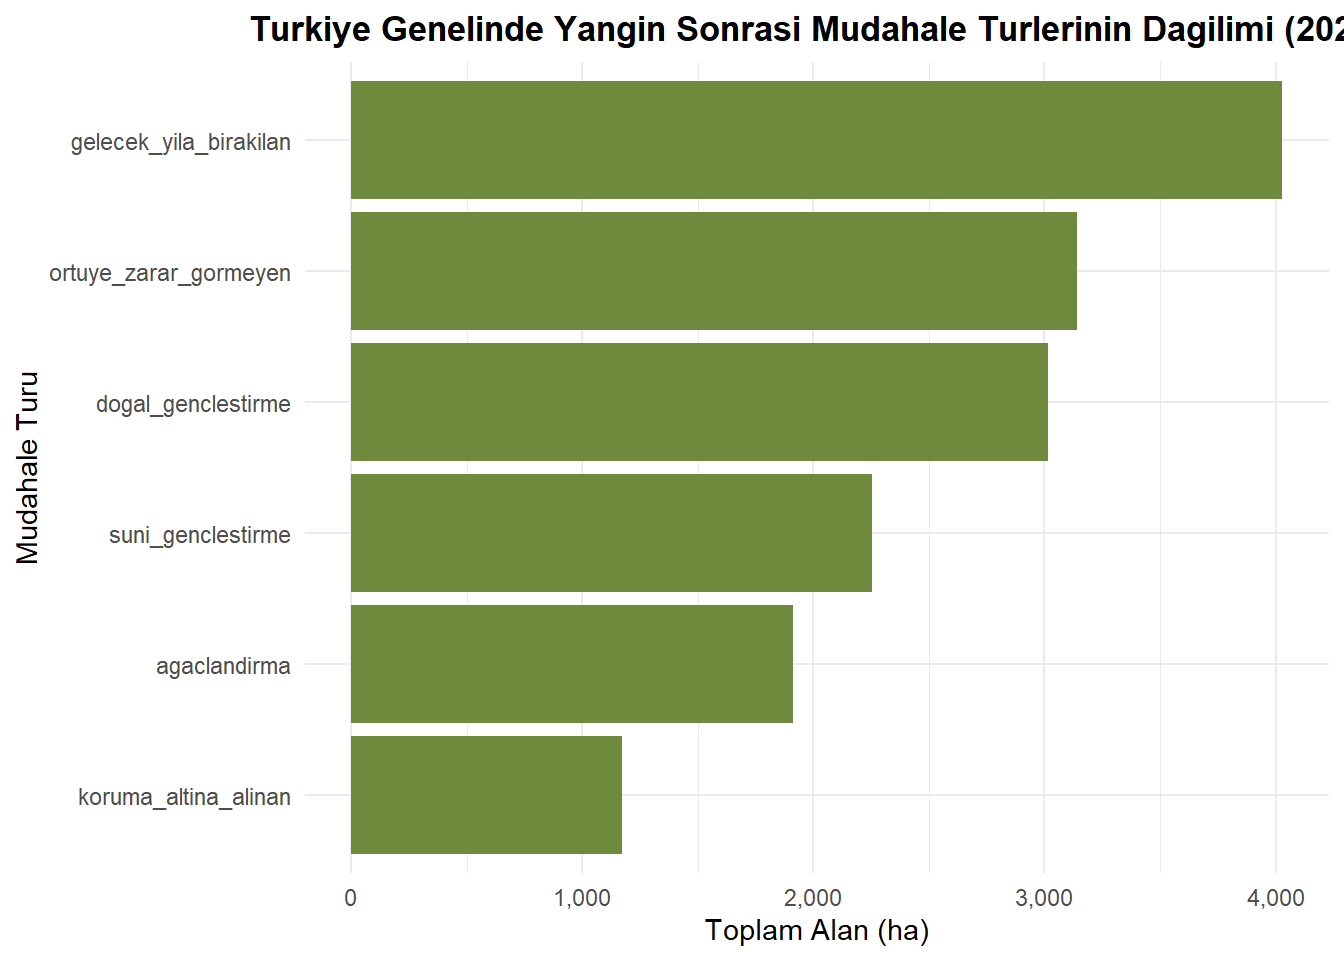 Turkiye Genelinde Yangin Sonrasi Mudahale Turlerinin Dagilimi (202
gelecek_yila_birakilan
ortuye_zarar_gormeyen
dogal_genclestirme
suni_genclestirme
agaclandirma
koruma_altina_alinan
Mudahale Turu
0 1,000 2,000 3,000 4,000
Toplam Alan (ha)